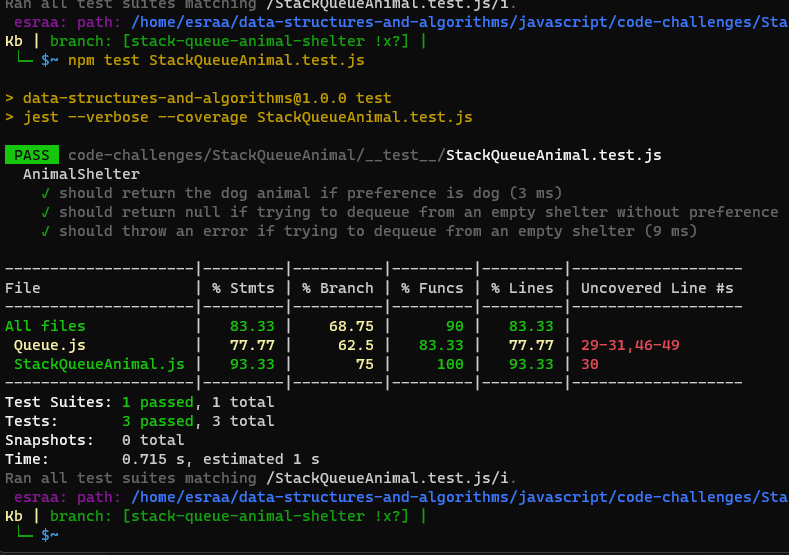 Ran all test suites matching /StackQueueAnimal.test.js/i.
esraa: path: /home/esraa/data-structures-and-algorithms/javascript/code-challenges/Sta
Kb | branch: [stack-queue-animal-shelter !x?] |
└─ $~ npm test StackQueueAnimal.test.js
> data-structures-and-algorithms@1.0.0 test
> jest --verbose --coverage StackQueueAnimal.test.js
PASS code-challenges/StackQueueAnimal/__test__/StackQueueAnimal.test.js
AnimalShelter
√ should return the dog animal if preference is dog (3 ms)
√ should return null if trying to dequeue from an empty shelter without preference
√ should throw an error if trying to dequeue from an empty shelter (9 ms)
---------------------|---------|----------|---------|---------|-------------------
File                 | % Stmts | % Branch | % Funcs | % Lines | Uncovered Line #s
---------------------|---------|----------|---------|---------|-------------------
All files            |   83.33 |    68.75 |      90 |   83.33 |
Queue.js            |   77.77 |     62.5 |   83.33 |   77.77 | 29-31,46-49
StackQueueAnimal.js |   93.33 |       75 |     100 |   93.33 | 30
---------------------|---------|----------|---------|---------|-------------------
Test Suites: 1 passed, 1 total
Tests:       3 passed, 3 total
Snapshots:   0 total
Time:        0.715 s, estimated 1 s
Ran all test suites matching /StackQueueAnimal.test.js/i.
esraa: path: /home/esraa/data-structures-and-algorithms/javascript/code-challenges/Sta
Kb | branch: [stack-queue-animal-shelter !x?] |
└─ $~